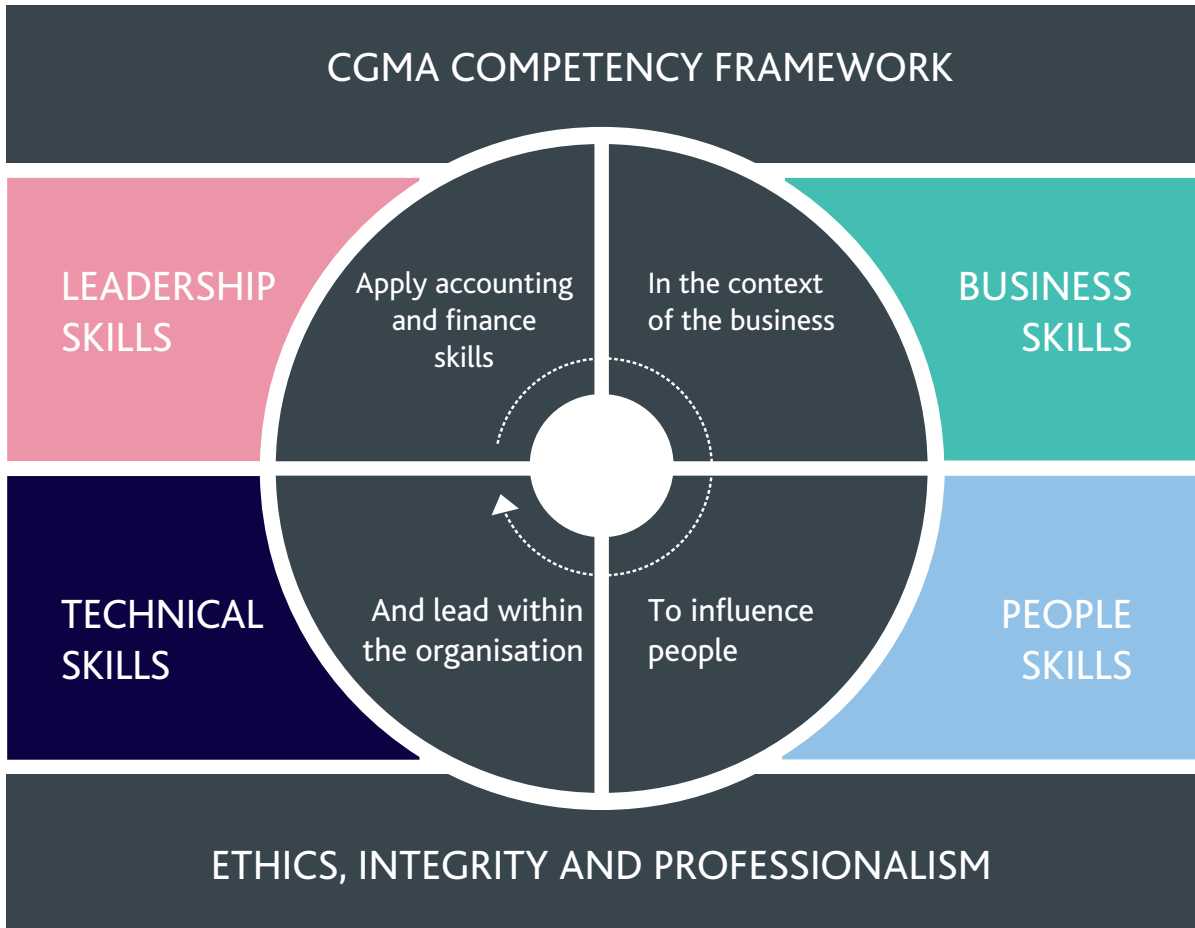 CGMA COMPETENCY FRAMEWORK
LEADERSHIP
SKILLS
Apply accounting
and finance
skills
In the context
of the business
BUSINESS
SKILLS
TECHNICAL
SKILLS
And lead within
the organisation
To influence
people
PEOPLE
SKILLS
ETHICS, INTEGRITY AND PROFESSIONALISM